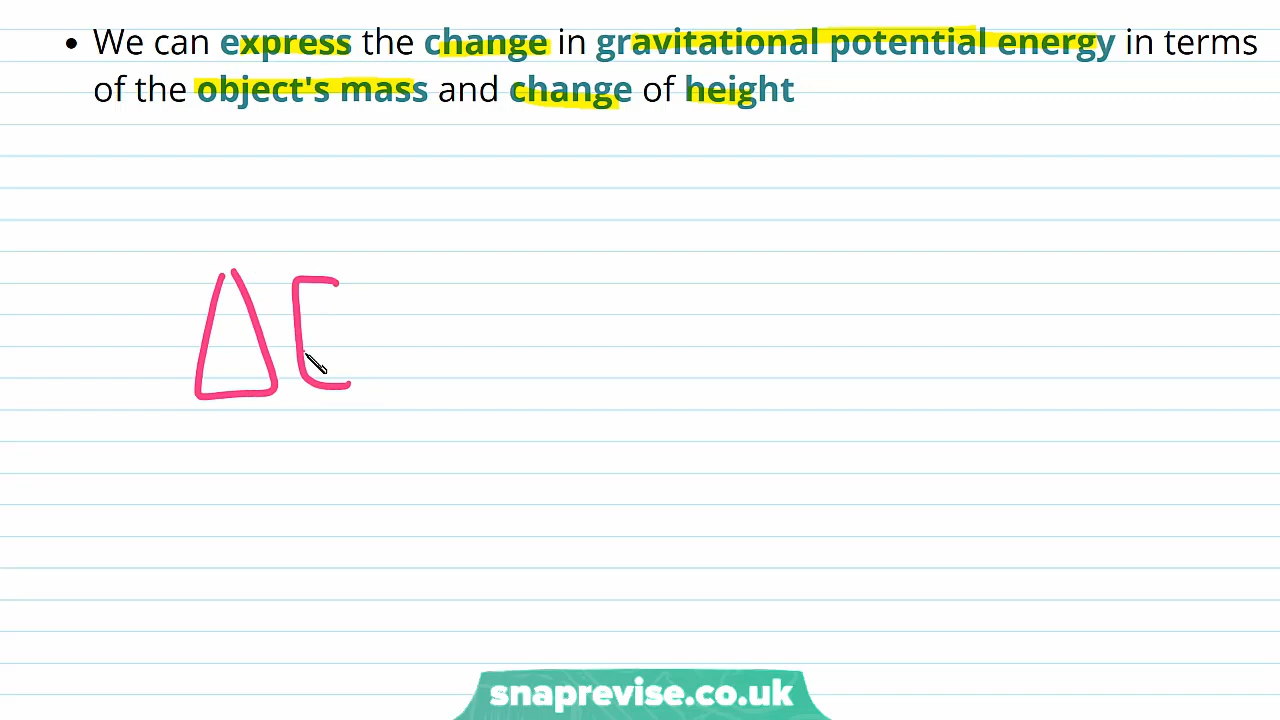 • We can express the change in gravitational potential energy in terms
of the object's mass and change of height
Δ E
snaprevise.co.uk